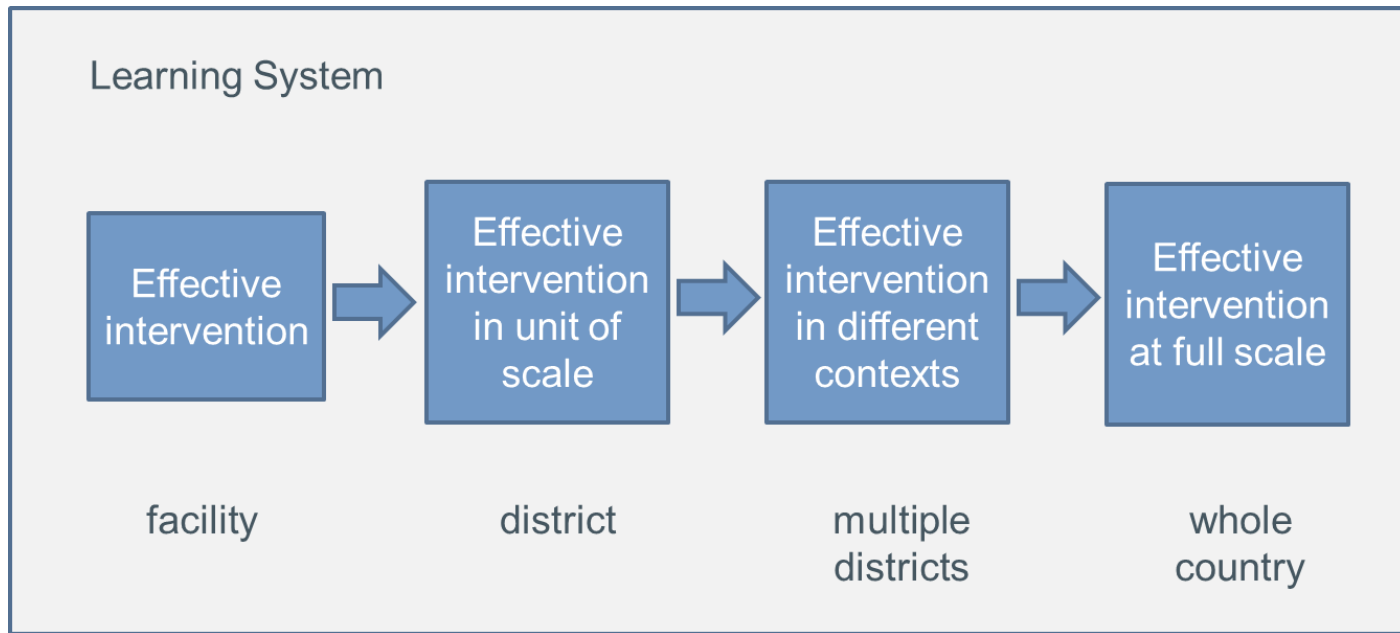 Learning System
Effective
intervention
Effective
intervention
in unit of
scale
Effective
intervention
in different
contexts
Effective
intervention
at full scale
facility
district
multiple
districts
whole
country